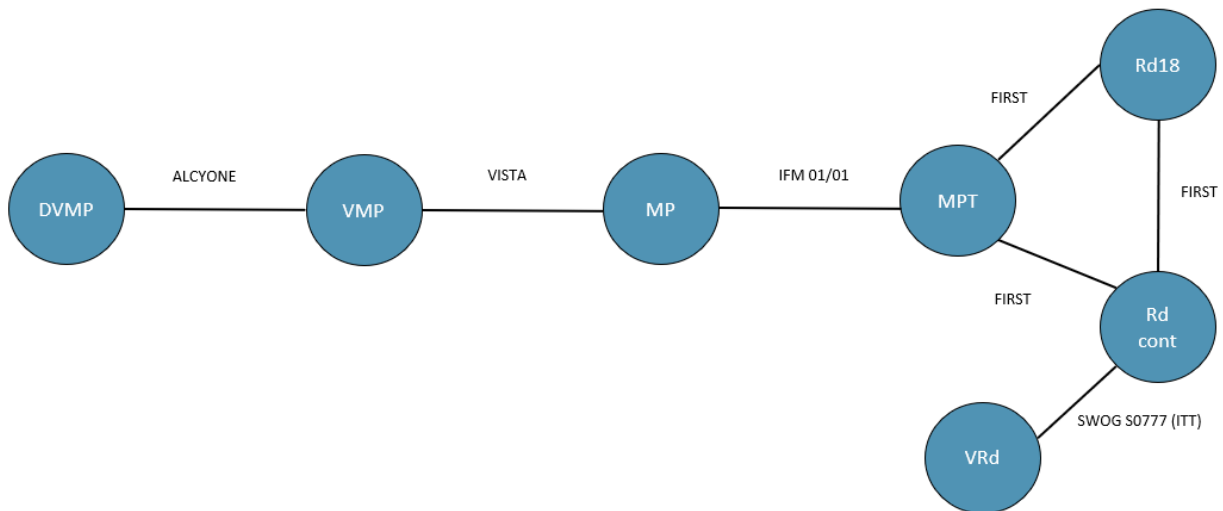 Rd18
FIRST
ALCYONE
VISTA
IFM 01/01
FIRST
DVMP
VMP
MP
MPT
FIRST
Rd
cont
SWOG S0777 (ITT)
VRd